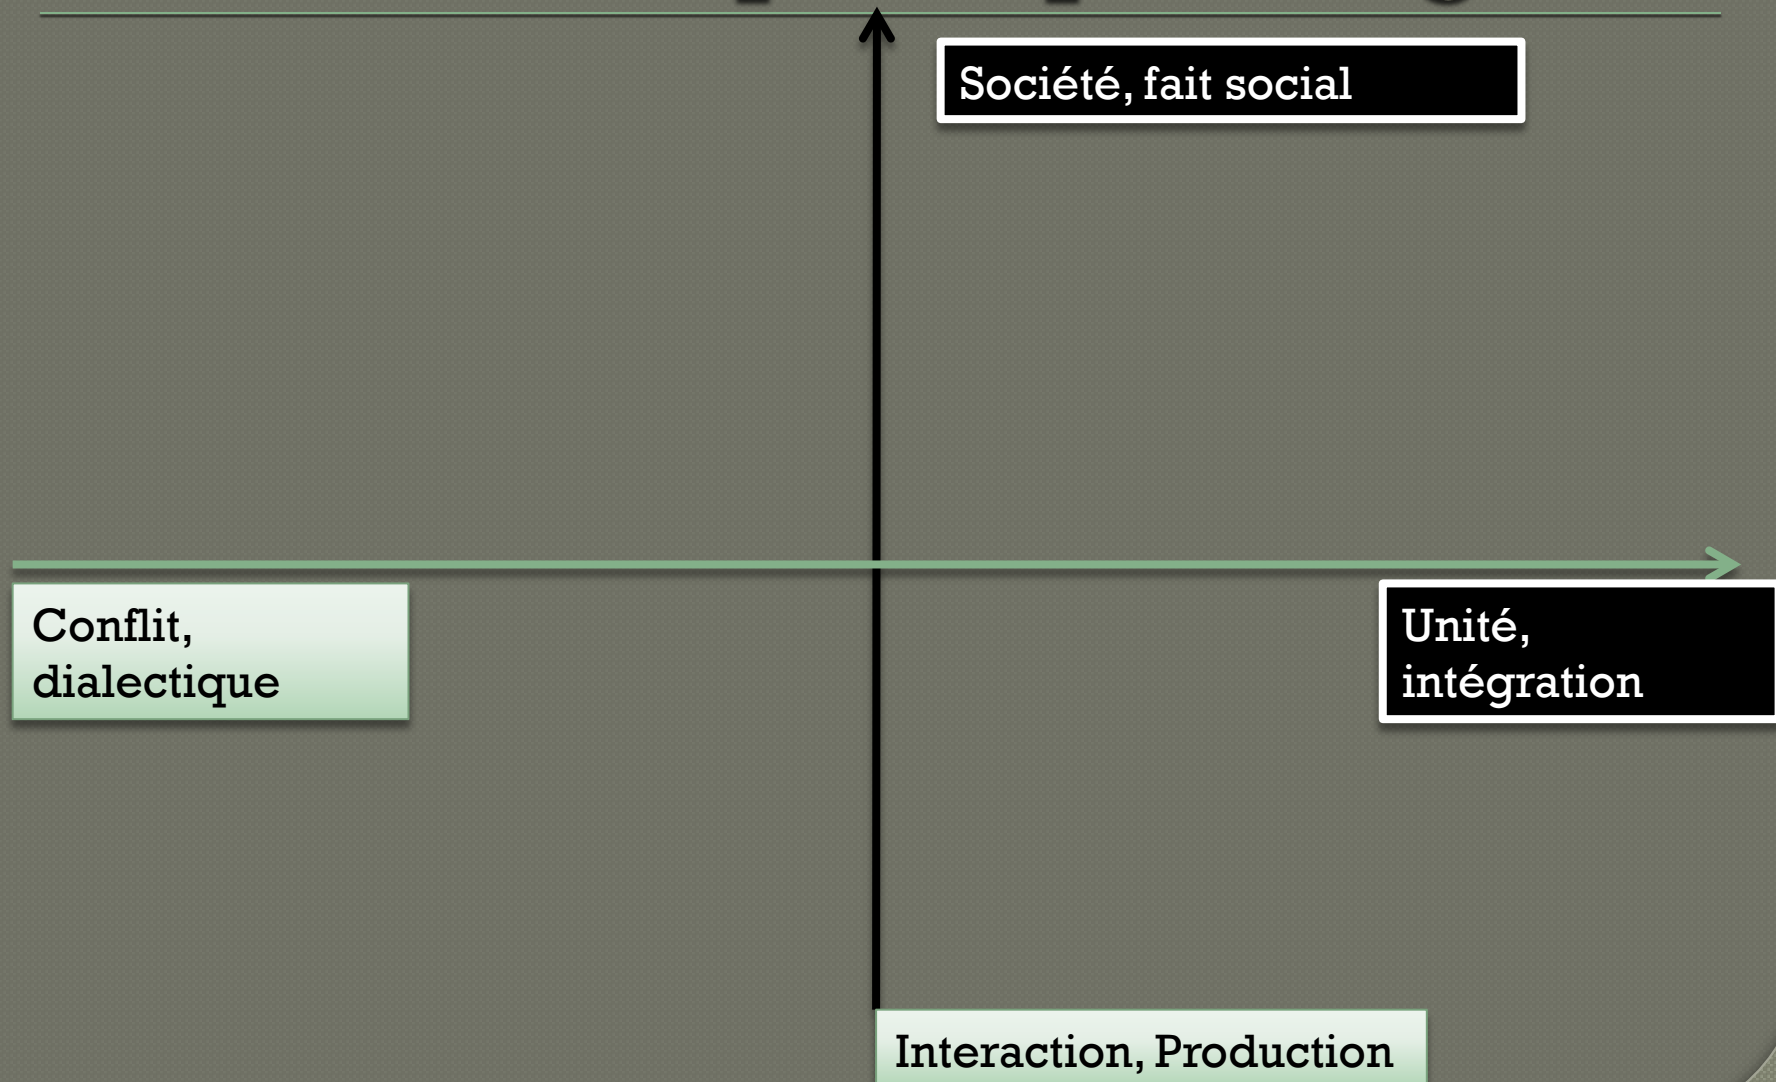 Société, fait social
Conflit,
dialectique
Unité,
intégration
Interaction, Production